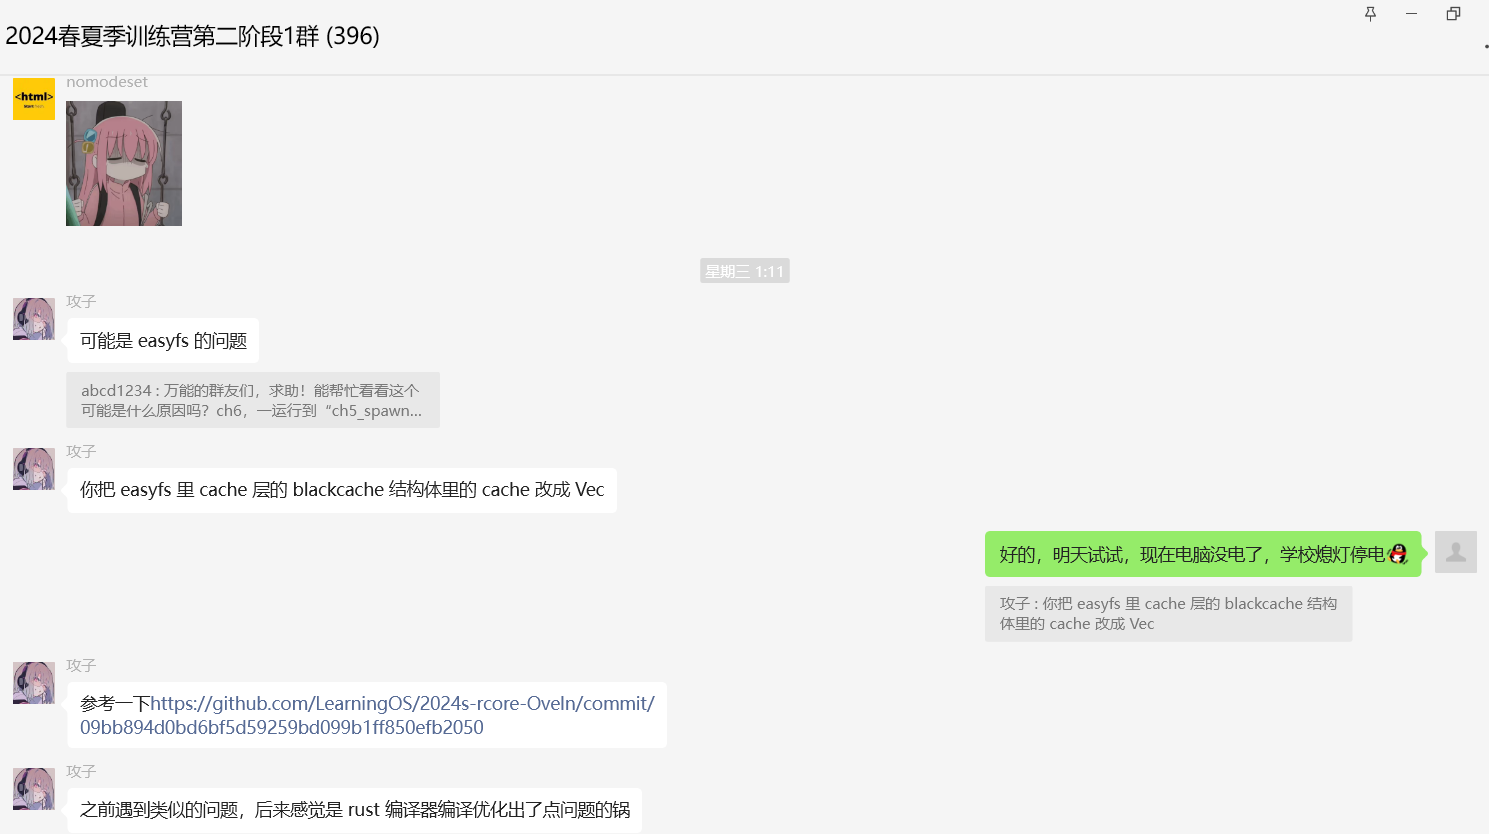 2024春夏季训练营第二阶段1群 (396)
nomodeset
<html>
星期三 1:11
攻子
可能是 easyfs 的问题
abcd1234 : 万能的群友们，求助！能帮忙看看这个
可能是什么原因吗？ch6，一运行到“ch5_spawn...
攻子
你把 easyfs 里 cache 层的 blackcache 结构体里的 cache 改成 Vec
好的，明天试试，现在电脑没电了，学校熄灯停电
攻子 : 你把 easyfs 里 cache 层的 blackcache 结构
体里的 cache 改成 Vec
攻子
参考一下https://github.com/LearningOS/2024s-rcore-Oveln/commit/
09bb894d0bd6bf5d59259bd099b1ff850efb2050
攻子
之前遇到类似的问题，后来感觉是 rust 编译器编译优化出了点问题的锅